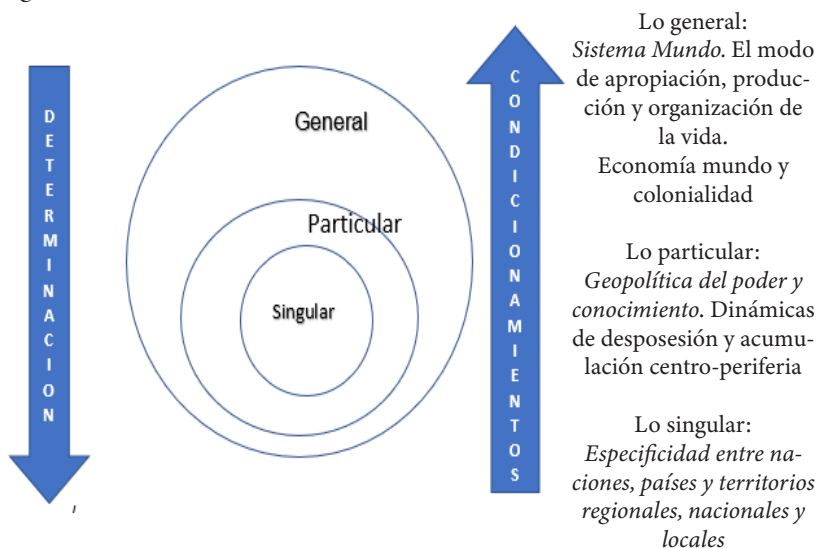 DETERMINACION
General
Particular
Singular
CONDICIONAMIENTOS
Lo general:
Sistema Mundo. El modo
de apropiación, produc-
ción y organización de
la vida.
Economía mundo y
colonialidad
Lo particular:
Geopolítica del poder y
conocimiento. Dinámicas
de desposesión y acumu-
lación centro-periferia
Lo singular:
Especificidad entre na-
ciones, países y territorios
regionales, nacionales y
locales